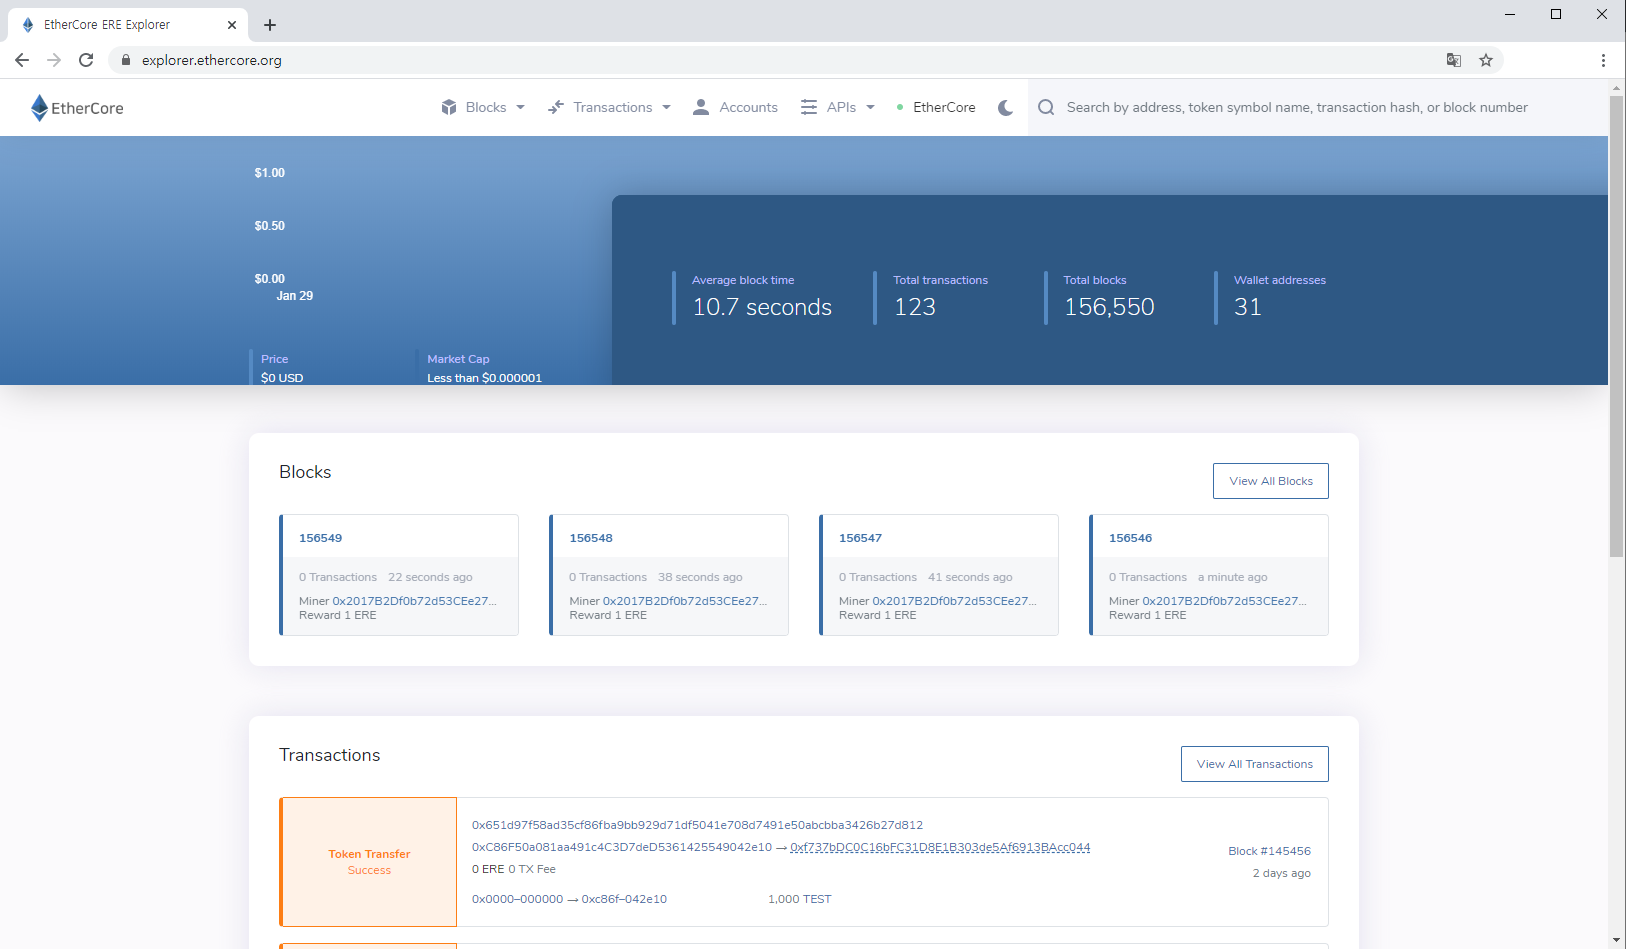 EtherCore ERE Explorer
explorer.ethercore.org
EtherCore
Blocks
Transactions
Accounts
APIs
EtherCore
Search by address, token symbol name, transaction hash, or block number
$1.00
$0.50
$0.00
Jan 29
Price
$0 USD
Market Cap
Less than $0.000001
Average block time
10.7 seconds
Total transactions
123
Total blocks
156,550
Wallet addresses
31
Blocks
View All Blocks
156549
0 Transactions 22 seconds ago
Miner 0x2017B2Df0b72d53CEe27...
Reward 1 ERE
156548
0 Transactions 38 seconds ago
Miner 0x2017B2Df0b72d53CEe27...
Reward 1 ERE
156547
0 Transactions 41 seconds ago
Miner 0x2017B2Df0b72d53CEe27...
Reward 1 ERE
156546
0 Transactions a minute ago
Miner 0x2017B2Df0b72d53CEe27...
Reward 1 ERE
Transactions
View All Transactions
Token Transfer
Success
0x651d97f58ad35cf86fba9bb929d71df5041e708d7491e50abcbba3426b27d812
0xC86F50a081aa491c4C3D7deD5361425549042e10 → 0xf737bDC0C16bFC31D8E1B303de5Af6913BAcc044
0 ERE 0 TX Fee
0x0000–000000 → 0xc86f–042e10 1,000 TEST
Block #145456
2 days ago